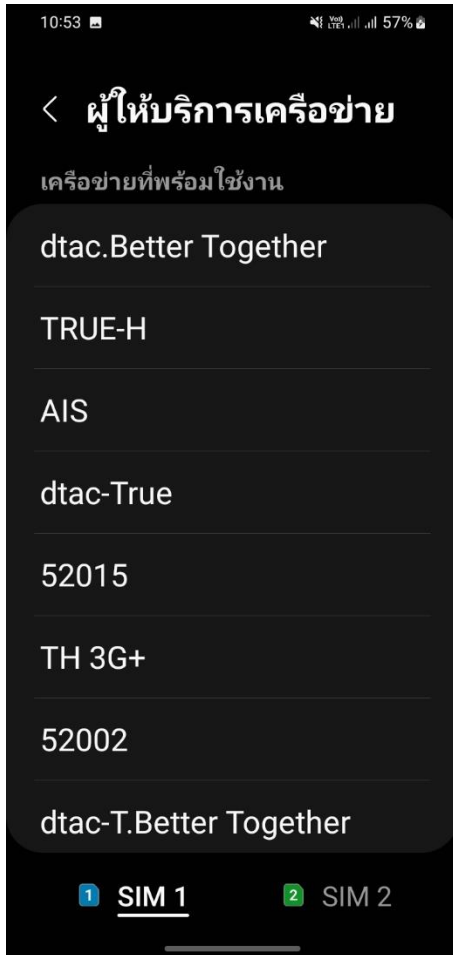 10:53 57%
ผู้ให้บริการเครือข่าย
เครือข่ายที่พร้อมใช้งาน
dtac.Better Together
TRUE-H
AIS
dtac-True
52015
TH 3G+
52002
dtac-T.Better Together
1 SIM 1 2 SIM 2